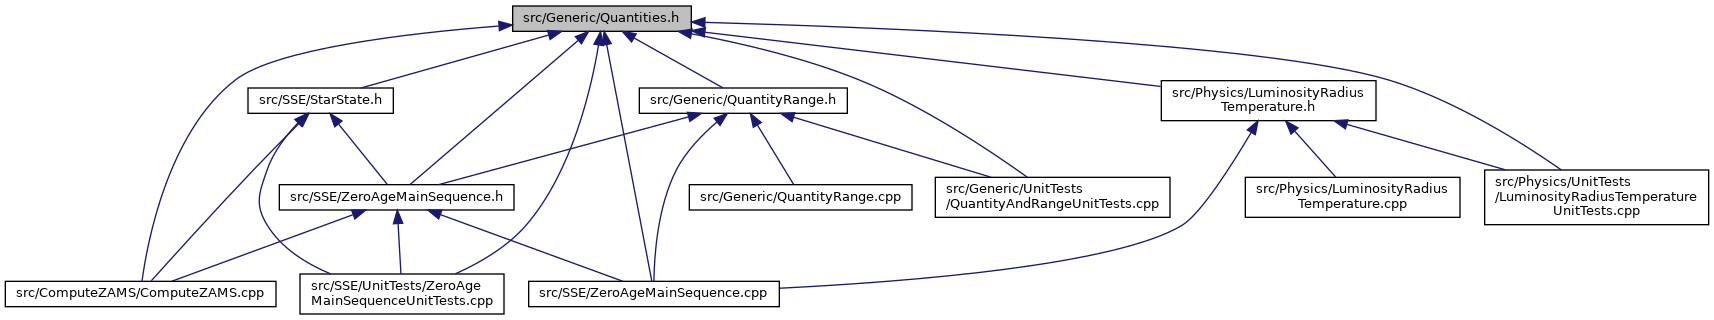 src/Generic/Quantities.h
src/SSE/StarState.h
src/Generic/QuantityRange.h
src/Physics/LuminosityRadius
Temperature.h
src/SSE/ZeroAgeMainSequence.h
src/Generic/QuantityRange.cpp
src/Generic/UnitTests
/QuantityAndRangeUnitTests.cpp
src/Physics/LuminosityRadius
Temperature.cpp
src/Physics/UnitTests
/LuminosityRadiusTemperature
UnitTests.cpp
src/ComputeZAMS/ComputeZAMS.cpp
src/SSE/UnitTests/ZeroAge
MainSequenceUnitTests.cpp
src/SSE/ZeroAgeMainSequence.cpp